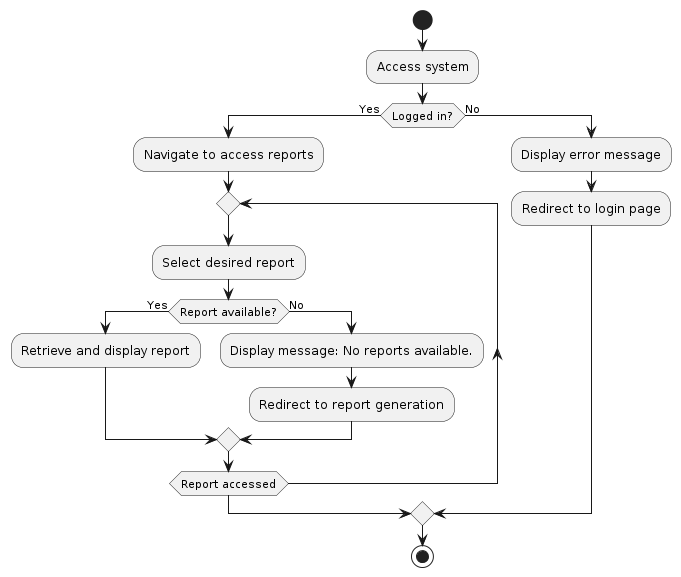 Access system
Yes
Logged in?
No
Navigate to access reports
Display error message
Redirect to login page
Select desired report
Yes
Report available?
No
Retrieve and display report
Display message: No reports available.
Redirect to report generation
Report accessed